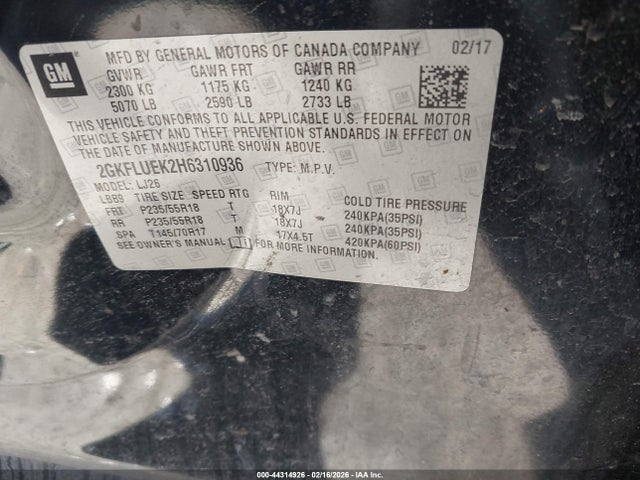 GM
MFD BY GENERAL MOTORS OF CANADA COMPANY 02/17
GVWR GAWR FRT GAWR RR
2300 KG 1175 KG 1240 KG
5070 LB 2590 LB 2733 LB
THIS VEHICLE CONFORMS TO ALL APPLICABLE U.S. FEDERAL MOTOR
VEHICLE SAFETY AND THEFT PREVENTION STANDARDS IN EFFECT ON
THE DATE OF MANUFACTURE SHOWN ABOVE.
2GKFLUEK2H6310936 TYPE: M.P.V.
MODEL: LJ26
LBB9 TIRE SIZE SPEED RTG RIM COLD TIRE PRESSURE
FRT P235/55R18 T 18X7J 240KPA(35PSI)
RR P235/55R18 T 18X7J 240KPA(35PSI)
SPA T145/70R17 M 17X4.5T 420KPA(60PSI)
SEE OWNER'S MANUAL FOR MORE INFORMATION.
000-44314926 - 02/16/2026 - IAA Inc.